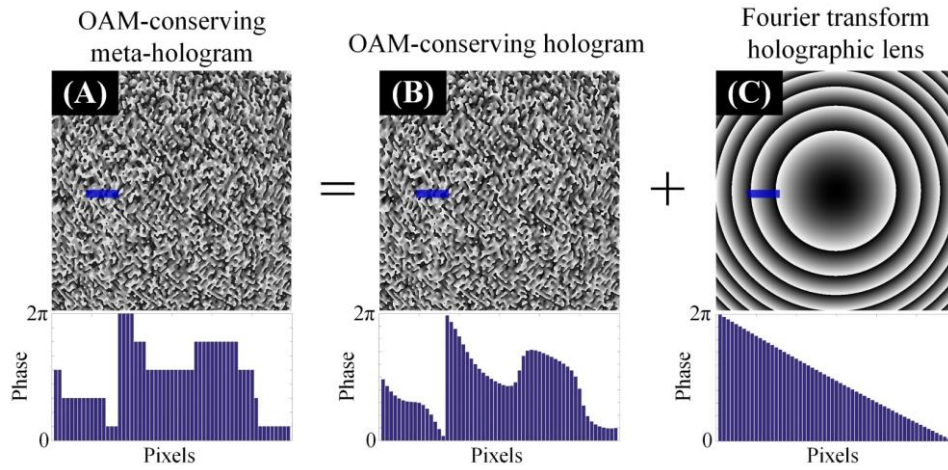 OAM-conserving
meta-hologram
OAM-conserving hologram
Fourier transform
holographic lens
(A)
(B)
(C)
=
+
2π
Phase
0
Pixels
2π
Phase
0
Pixels
2π
Phase
0
Pixels